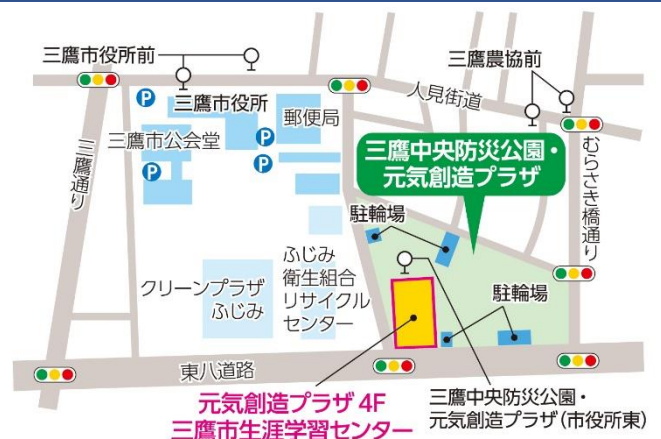 三鷹市役所前
三鷹農協前
人見街道
三鷹市役所
郵便局
三鷹市公会堂
P
P
P
P
三鷹通り
三鷹中央防災公園・
元気創造プラザ
むらさき橋通り
駐輪場
ふじみ
衛生組合
リサイクル
センター
クリーンプラザ
ふじみ
駐輪場
東八道路
元気創造プラザ 4F
三鷹市生涯学習センター
三鷹中央防災公園・
元気創造プラザ(市役所東)